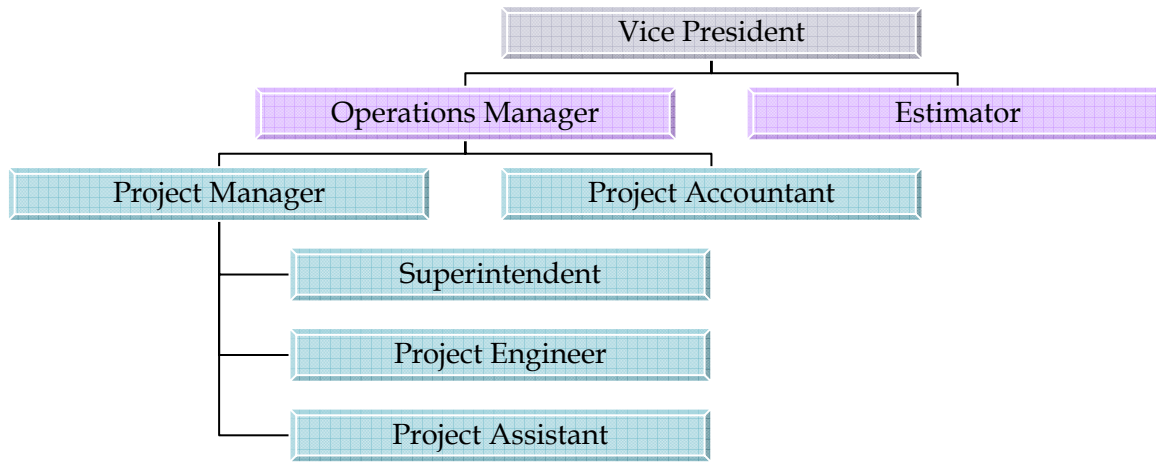 Vice President
Operations Manager
Estimator
Project Manager
Project Accountant
Superintendent
Project Engineer
Project Assistant